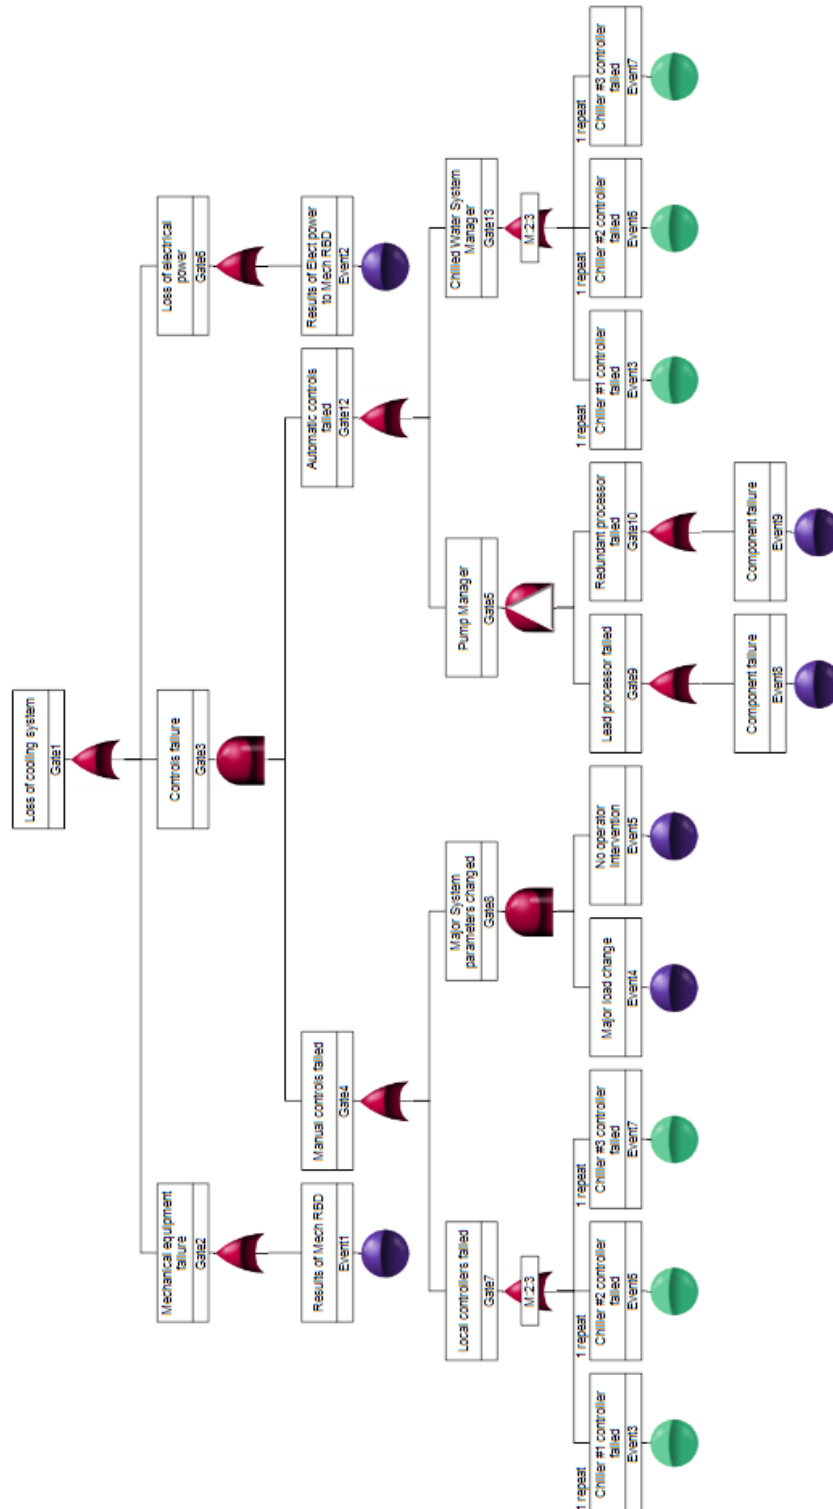 Loss of cooling system
Gate1
Mechanical equipment
failure
Gate2
Controls failure
Gate3
Loss of electrical
power
Gate6
Results of Mech RBD
Event1
Manual controls failed
Gate4
Automatic controls
failed
Gate12
Results of Elect power
to Mech RBD
Event2
Local controllers failed
Gate7
Major System
parameters changed
Gate8
Pump Manager
Gate5
Chilled Water System
Manager
Gate13
M:2:3
M:2:3
1 repeat
Chiller #1 controller
failed
Event3
1 repeat
Chiller #2 controller
failed
Event6
1 repeat
Chiller #3 controller
failed
Event7
Major load change
Event4
No operator
Intervention
Event5
Lead processor failed
Gate9
Redundant processor
failed
Gate10
1 repeat
Chiller #1 controller
failed
Event3
1 repeat
Chiller #2 controller
failed
Event6
1 repeat
Chiller #3 controller
failed
Event7
Component failure
Event8
Component failure
Event9